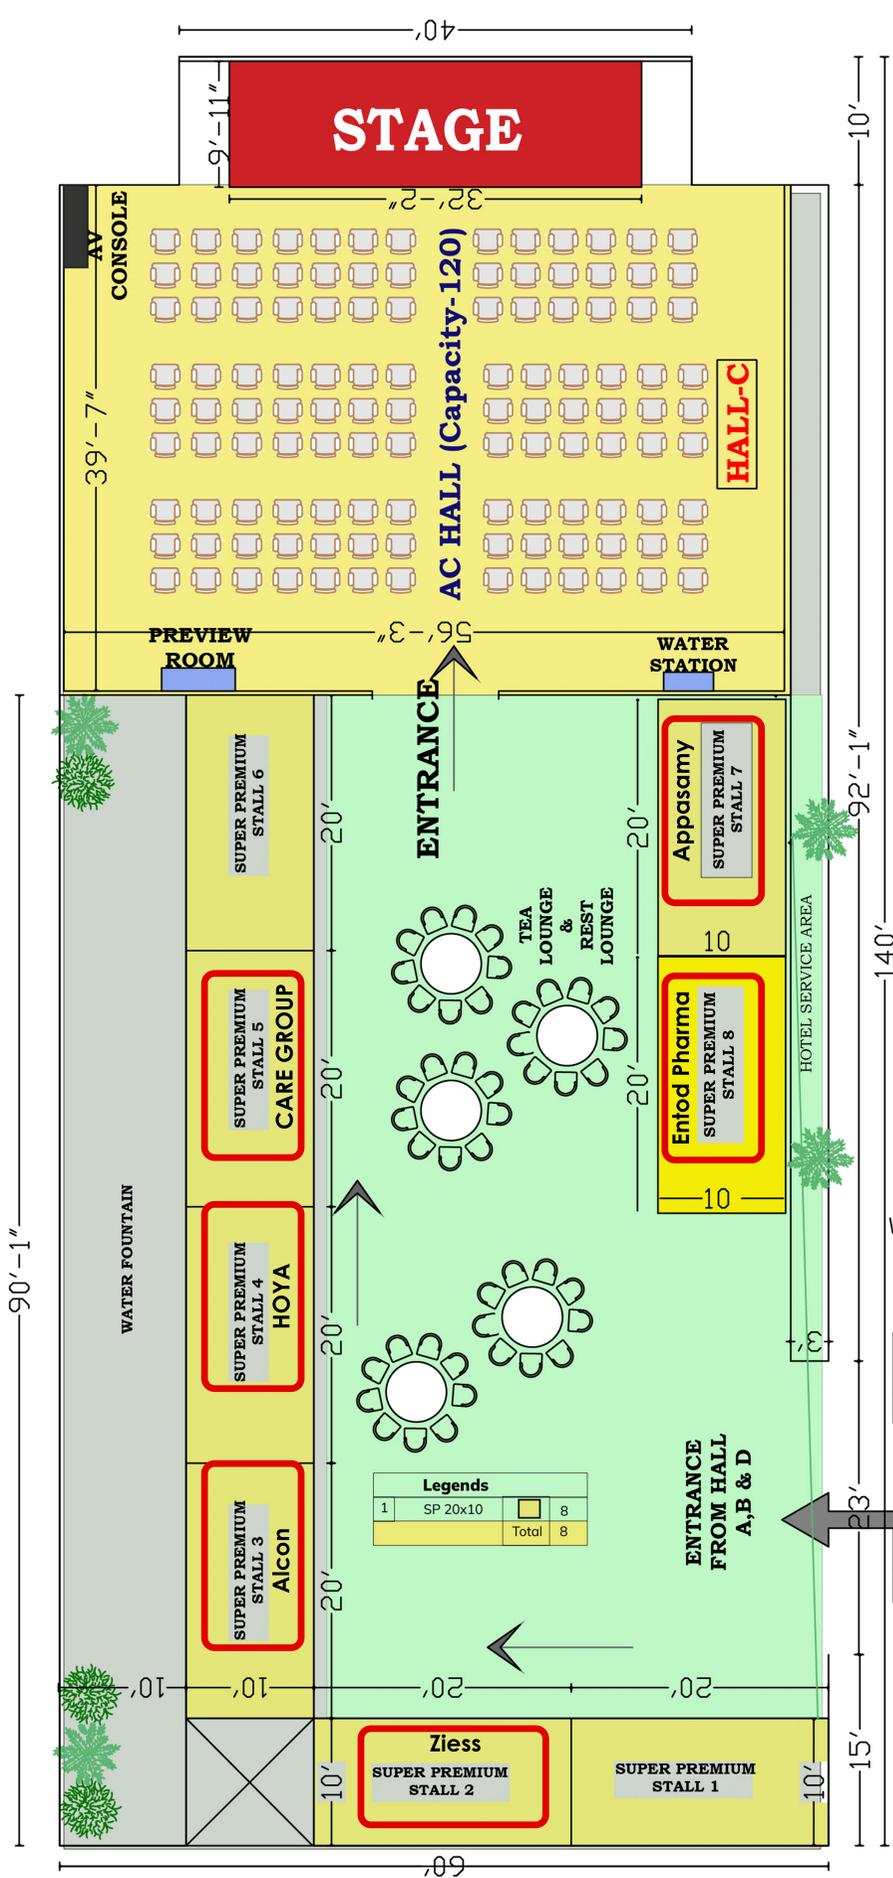 40'
STAGE
9'-11"
10'
32'-2"
AV
CONSOLE
AC HALL (Capacity-120)
HALL-C
39'-7"
56'-3"
PREVIEW
ROOM
WATER
STATION
ENTRANCE
92'-1"
140'
90'-1"
SUPER PREMIUM
STALL 6
20'
20'
Appasamy
SUPER PREMIUM
STALL 7
10
TEA
LOUNGE
&
REST
LOUNGE
HOTEL SERVICE AREA
SUPER PREMIUM
STALL 5
CARE GROUP
20'
20'
Entod Pharma
SUPER PREMIUM
STALL 8
10
WATER FOUNTAIN
SUPER PREMIUM
STALL 4
HOYA
20'
3'
Legends
1 SP 20x10 8
Total 8
ENTRANCE
FROM HALL
A,B & D
23'
SUPER PREMIUM
STALL 3
Alcon
20'
10'
10'
20'
20'
Ziess
SUPER PREMIUM
STALL 2
10'
SUPER PREMIUM
STALL 1
10'
15'
60'